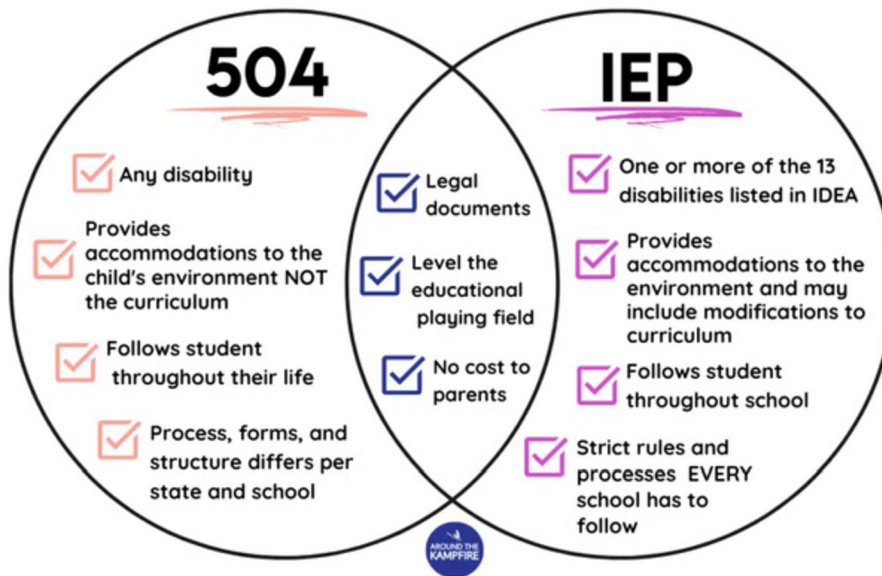 504
Any disability
Provides
accommodations to the
child's environment NOT
the curriculum
Follows student
throughout their life
Process, forms, and
structure differs per
state and school
Legal
documents
Level the
educational
playing field
No cost to
parents
IEP
One or more of the 13
disabilities listed in IDEA
Provides
accommodations to the
environment and may
include modifications to
curriculum
Follows student
throughout school
Strict rules and
processes EVERY
school has to
follow
AROUND THE
KAMPFIRE